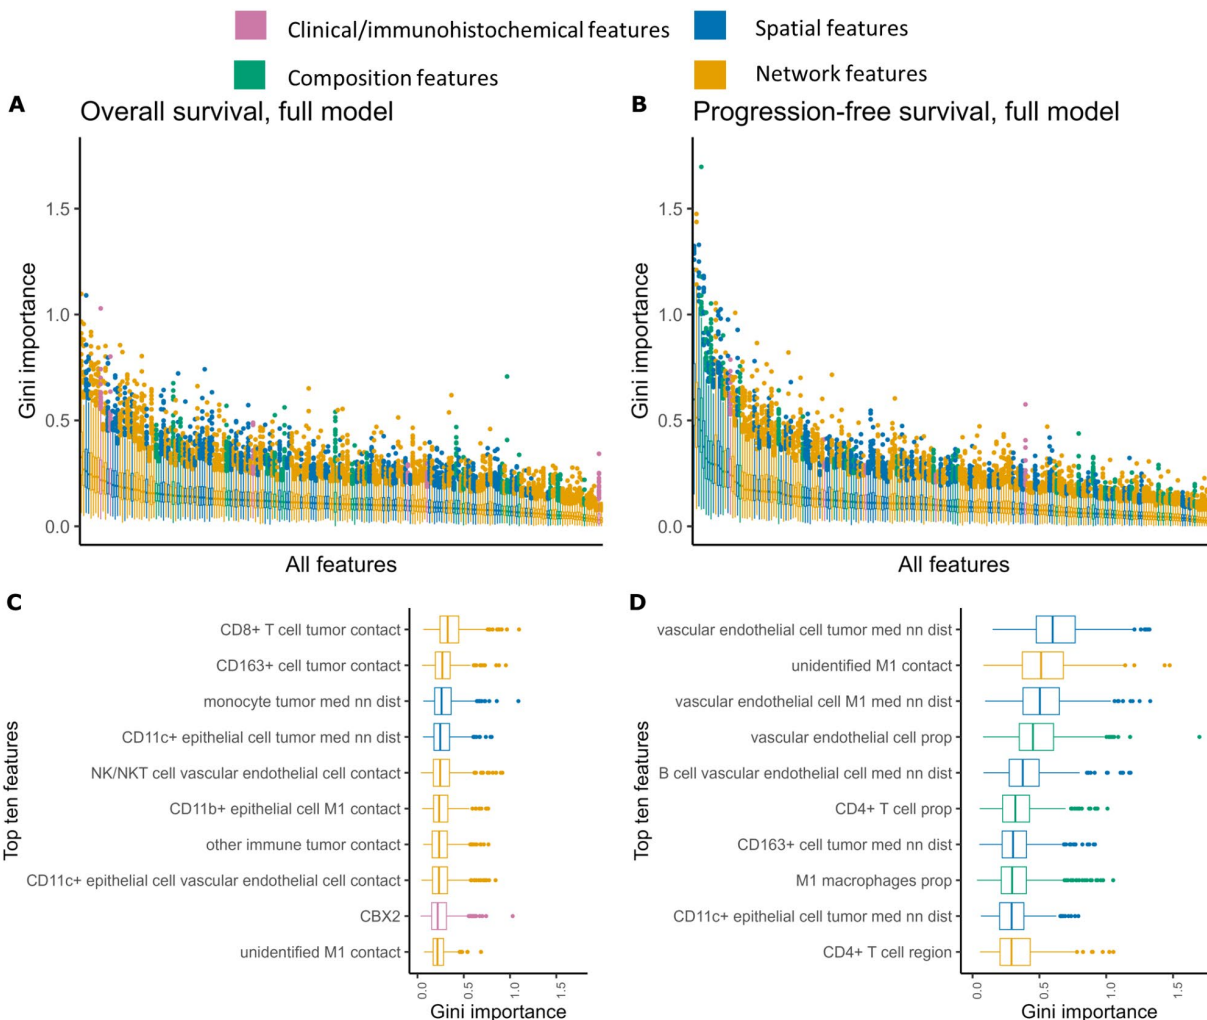 Clinical/immunohistochemical features
Spatial features
Composition features
Network features
A
Overall survival, full model
B
Progression-free survival, full model
Gini importance
1.5
1.0
0.5
0.0
All features
Gini importance
1.5
1.0
0.5
0.0
All features
C
Top ten features
CD8+ T cell tumor contact
CD163+ cell tumor contact
monocyte tumor med nn dist
CD11c+ epithelial cell tumor med nn dist
NK/NKT cell vascular endothelial cell contact
CD11b+ epithelial cell M1 contact
other immune tumor contact
CD11c+ epithelial cell vascular endothelial cell contact
CBX2
unidentified M1 contact
0.0
0.5
1.0
1.5
Gini importance
D
Top ten features
vascular endothelial cell tumor med nn dist
unidentified M1 contact
vascular endothelial cell M1 med nn dist
vascular endothelial cell prop
B cell vascular endothelial cell med nn dist
CD4+ T cell prop
CD163+ cell tumor med nn dist
M1 macrophages prop
CD11c+ epithelial cell tumor med nn dist
CD4+ T cell region
0.0
0.5
1.0
1.5
Gini importance